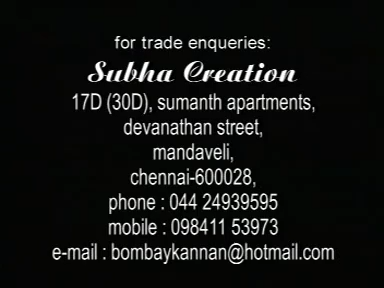 for trade enqueries:
Subha Creation
17D (30D), sumanth apartments,
devanathan street,
mandaveli,
chennai-600028,
phone : 044 24939595
mobile : 098411 53973
e-mail : bombaykannan@hotmail.com